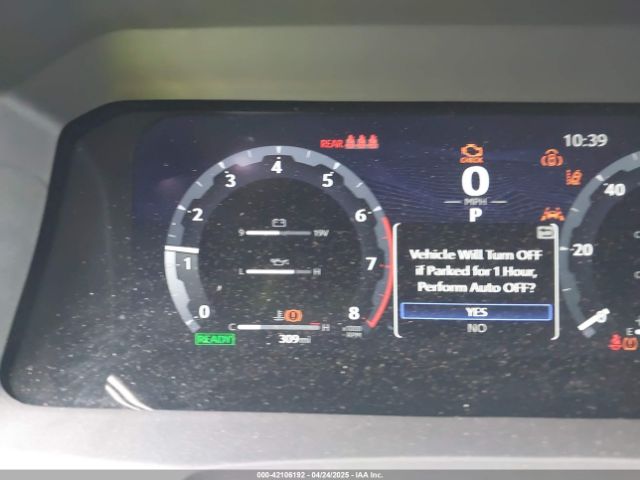 REAR
CHECK
10:39
0
MPH
P
4
3
5
2
6
1
7
0
8
x1000
RPM
9 19V
L H
C H
READY
309mi
Vehicle Will Turn OFF
if Parked for 1 Hour,
Perform Auto OFF?
YES
NO
40
20
E
000-42106192 - 04/24/2025 - IAA Inc.